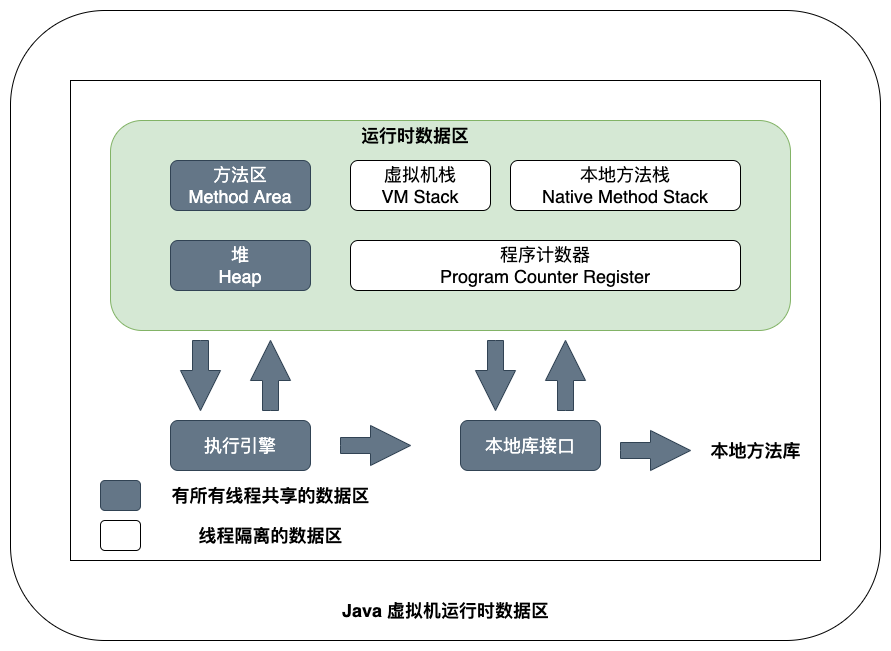 运行时数据区
方法区
Method Area
虚拟机栈
VM Stack
本地方法栈
Native Method Stack
堆
Heap
程序计数器
Program Counter Register
执行引擎
本地库接口
本地方法库
有所有线程共享的数据区
线程隔离的数据区
Java 虚拟机运行时数据区